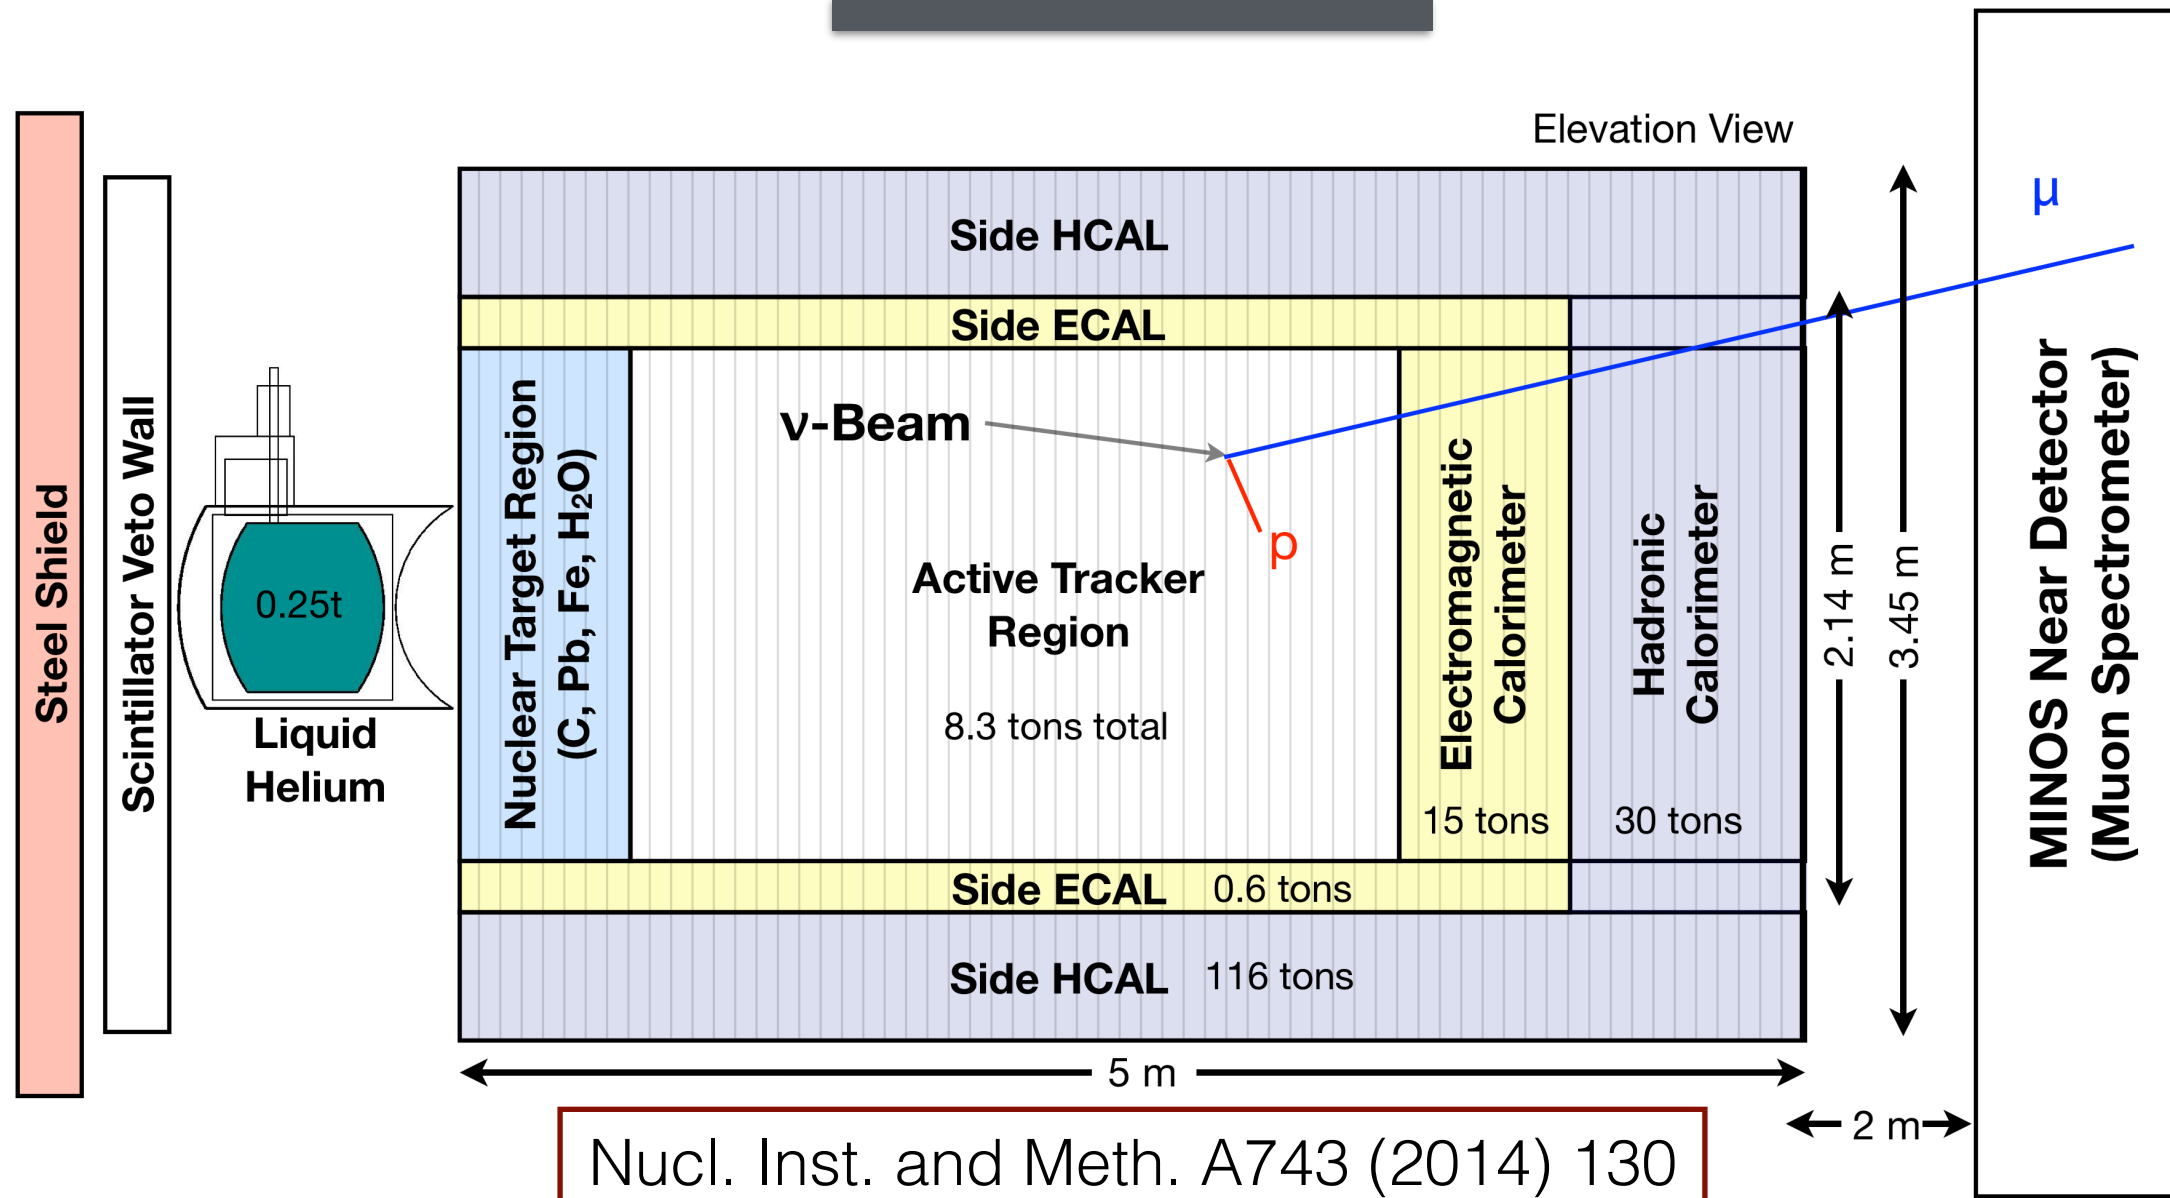 Elevation View
Steel Shield
Scintillator Veto Wall
0.25t
Liquid
Helium
Side HCAL
Side ECAL
Nuclear Target Region
(C, Pb, Fe, H₂O)
ν-Beam
p
μ
Active Tracker
Region
8.3 tons total
Electromagnetic
Calorimeter
15 tons
Hadronic
Calorimeter
30 tons
Side ECAL 0.6 tons
Side HCAL 116 tons
2.14 m
3.45 m
MINOS Near Detector
(Muon Spectrometer)
5 m
2 m
Nucl. Inst. and Meth. A743 (2014) 130